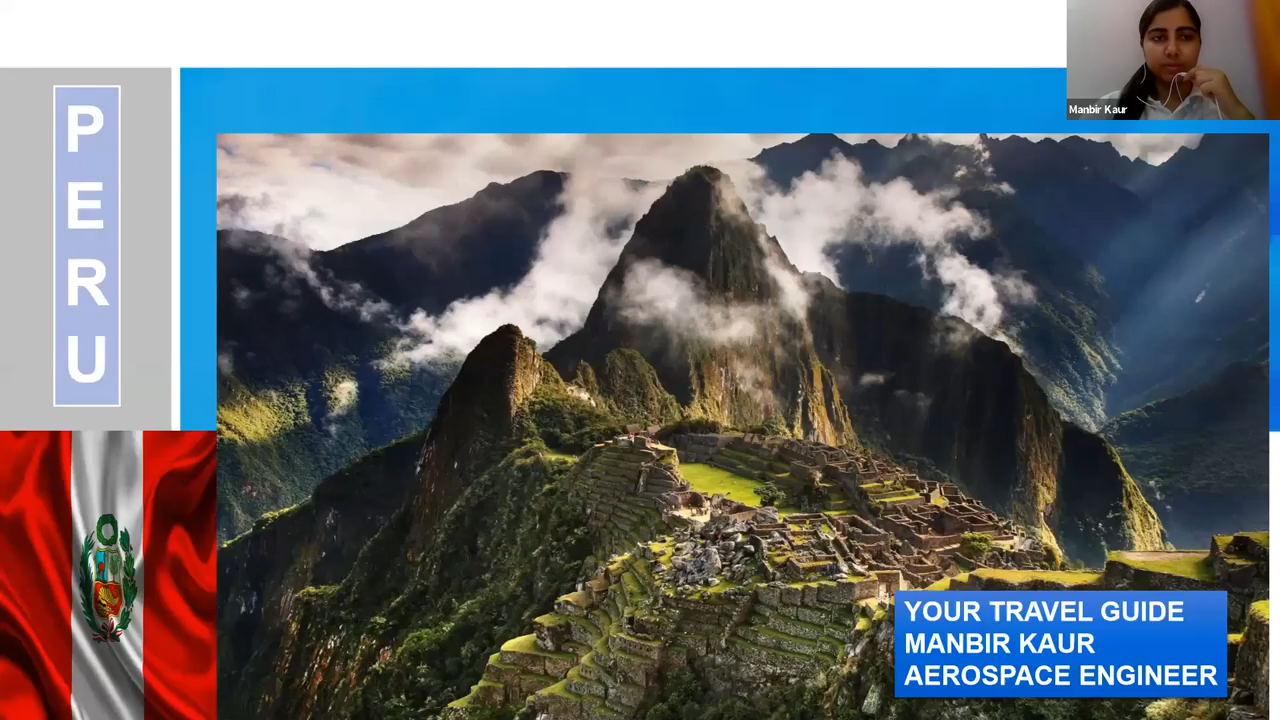 Manbir Kaur
P
E
R
U
YOUR TRAVEL GUIDE
MANBIR KAUR
AEROSPACE ENGINEER